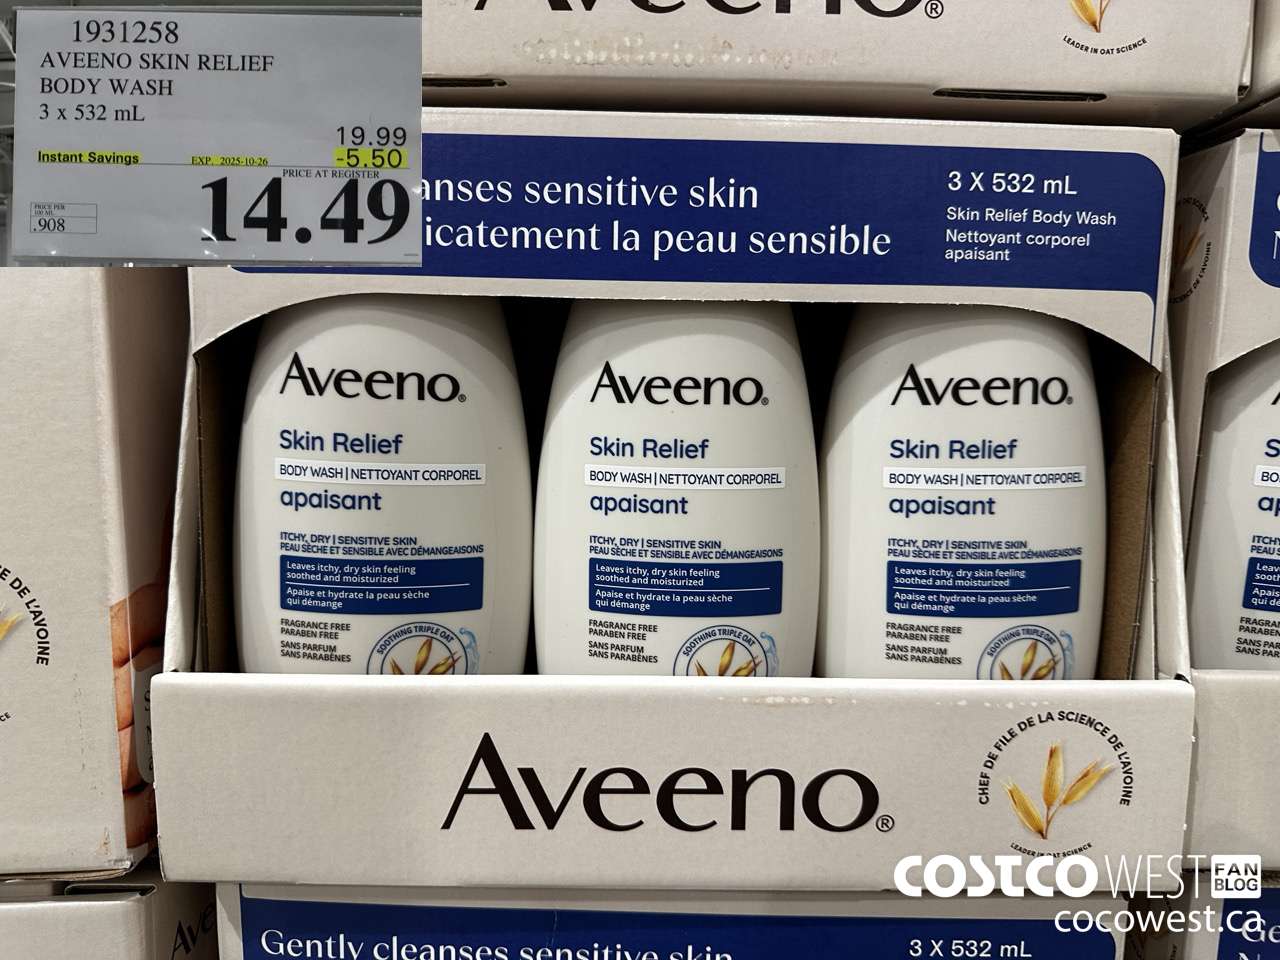 1931258
AVEENO SKIN RELIEF
BODY WASH
3 x 532 mL
19.99
Instant Savings EXP. 2025-10-26 -5.50
PRICE AT REGISTER
14.49
PRICE PER
100 ML
.908
Aveeno®
LEADER IN OAT SCIENCE
anses sensitive skin
icatement la peau sensible
3 X 532 mL
Skin Relief Body Wash
Nettoyant corporel
apaisant
Aveeno®
Skin Relief
BODY WASH | NETTOYANT CORPOREL
apaisant
ITCHY, DRY | SENSITIVE SKIN
PEAU SÈCHE ET SENSIBLE AVEC DÉMANGEAISONS
Leaves itchy, dry skin feeling
soothed and moisturized
Apaise et hydrate la peau sèche
qui démange
FRAGRANCE FREE
PARABEN FREE
SANS PARFUM
SANS PARABÈNES
SOOTHING TRIPLE OAT
Aveeno®
Skin Relief
BODY WASH | NETTOYANT CORPOREL
apaisant
ITCHY, DRY | SENSITIVE SKIN
PEAU SÈCHE ET SENSIBLE AVEC DÉMANGEAISONS
Leaves itchy, dry skin feeling
soothed and moisturized
Apaise et hydrate la peau sèche
qui démange
FRAGRANCE FREE
PARABEN FREE
SANS PARFUM
SANS PARABÈNES
SOOTHING TRIPLE OAT
Aveeno®
Skin Relief
BODY WASH | NETTOYANT CORPOREL
apaisant
ITCHY, DRY | SENSITIVE SKIN
PEAU SÈCHE ET SENSIBLE AVEC DÉMANGEAISONS
Leaves itchy, dry skin feeling
soothed and moisturized
Apaise et hydrate la peau sèche
qui démange
FRAGRANCE FREE
PARABEN FREE
SANS PARFUM
SANS PARABÈNES
SOOTHING TRIPLE OAT
E DE L'AVOINE
Aveeno®
CHEF DE FILE DE LA SCIENCE DE L'AVOINE
LEADER IN OAT SCIENCE
Gently cleanses sensitive skin
3 X 532 mL
COSTCO WEST FAN BLOG
cocowest.ca